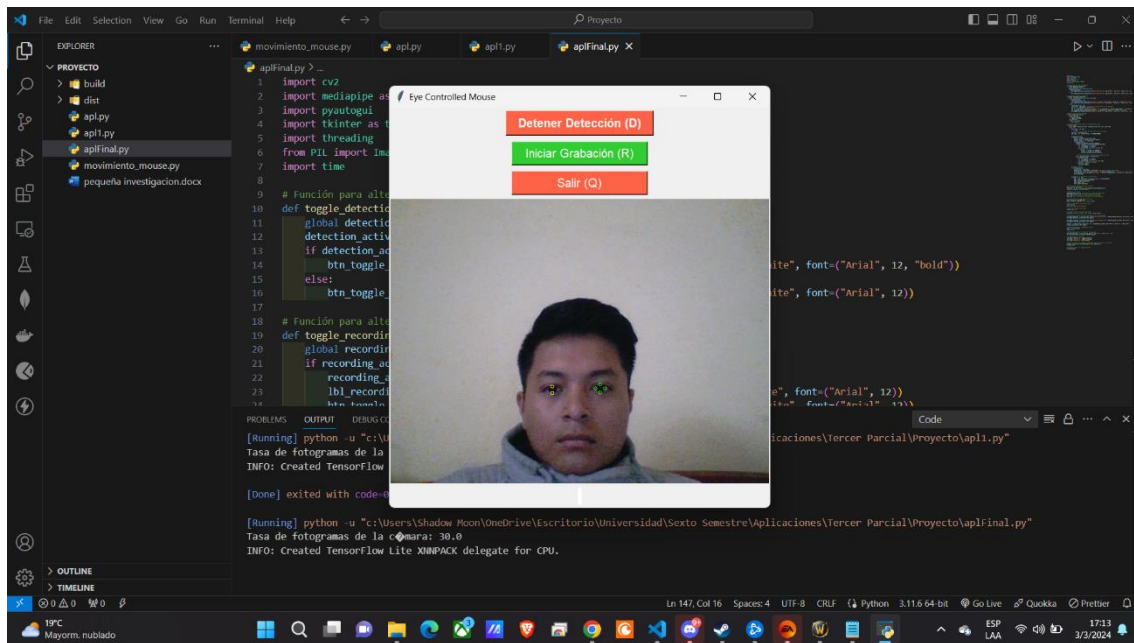 File Edit Selection View Go Run Terminal Help
Proyecto
EXPLORER
PROYECTO
build
dist
apl.py
apl1.py
aplFinal.py
movimiento_mouse.py
pequeña investigacion.docx
OUTLINE
TIMELINE
movimiento_mouse.py apl.py apl1.py aplFinal.py
aplFinal.py > ...
1 import cv2
2 import mediapipe as
3 import pyautogui
4 import tkinter as t
5 import threading
6 from PIL import Ima
7 import time
8
9 # Función para alte
10 def toggle_detectio
11 global detectio
12 detection_activ
13 if detection_ac
14 btn_toggle_ ite", font=("Arial", 12, "bold"))
15 else:
16 btn_toggle_ ite", font=("Arial", 12))
17
18 # Función para alte
19 def toggle_recordin
20 global recordin
21 if recording_ac
22 recording_a
23 lbl_recordi e", font=("Arial", 12))
Eye Controlled Mouse
Detener Detección (D)
Iniciar Grabación (R)
Salir (Q)
PROBLEMS OUTPUT DEBUG CO
Code
[Running] python -u "c:\U icaciones\Tercer Parcial\Proyecto\apl1.py"
Tasa de fotogramas de la
INFO: Created TensorFlow
[Done] exited with code=0
[Running] python -u "c:\Users\Shadow Moon\OneDrive\Escritorio\Universidad\Sexto Semestre\Aplicaciones\Tercer Parcial\Proyecto\aplFinal.py"
Tasa de fotogramas de la c�mara: 30.0
INFO: Created TensorFlow Lite XNNPACK delegate for CPU.
0 0 0 Ln 147, Col 16 Spaces: 4 UTF-8 CRLF Python 3.11.6 64-bit Go Live Quokka Prettier
19°C
Mayorm. nublado
ESP
LAA
17:13
3/3/2024